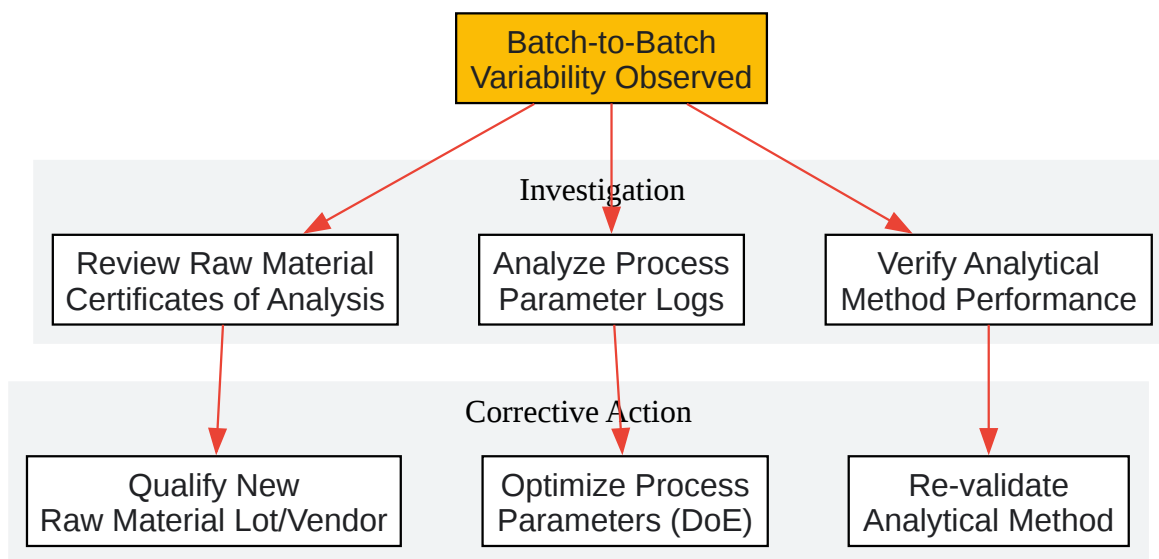 Batch-to-Batch
Variability Observed
Investigation
Review Raw Material
Certificates of Analysis
Analyze Process
Parameter Logs
Verify Analytical
Method Performance
Corrective Action
Qualify New
Raw Material Lot/Vendor
Optimize Process
Parameters (DoE)
Re-validate
Analytical Method